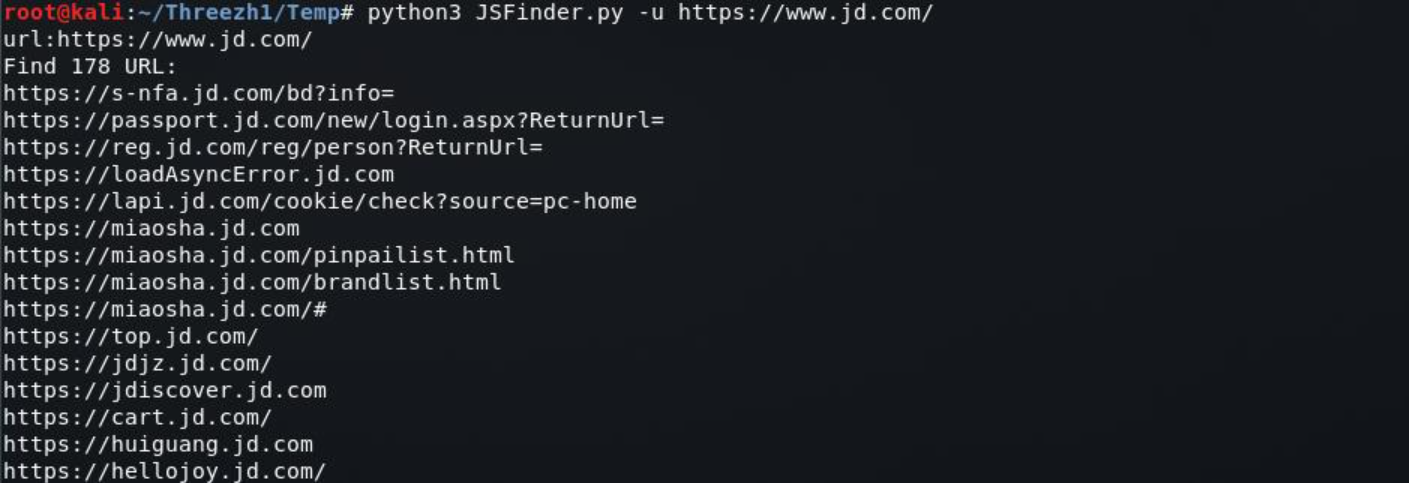 root@kali:~/Threezh1/Temp# python3 JSFinder.py -u https://www.jd.com/
url:https://www.jd.com/
Find 178 URL:
https://s-nfa.jd.com/bd?info=
https://passport.jd.com/new/login.aspx?ReturnUrl=
https://reg.jd.com/reg/person?ReturnUrl=
https://loadAsyncError.jd.com
https://lapi.jd.com/cookie/check?source=pc-home
https://miaosha.jd.com
https://miaosha.jd.com/pinpailist.html
https://miaosha.jd.com/brandlist.html
https://miaosha.jd.com/#
https://top.jd.com/
https://jdjz.jd.com/
https://jdiscover.jd.com
https://cart.jd.com/
https://huiguang.jd.com
https://hellojoy.jd.com/